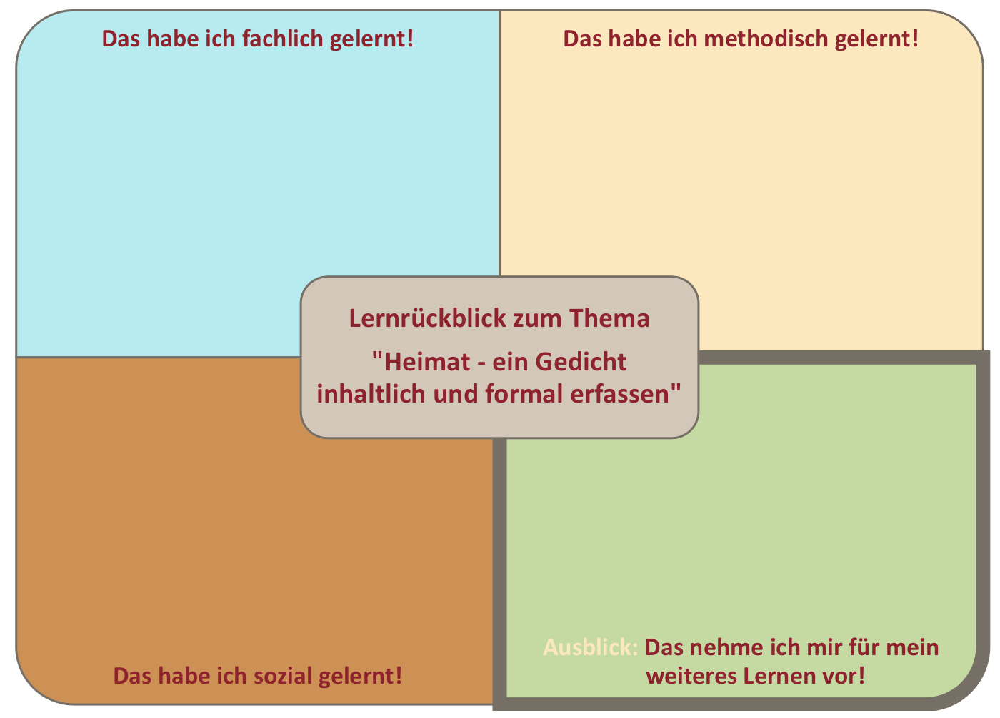 Das habe ich fachlich gelernt!
Das habe ich methodisch gelernt!
Lernrückblick zum Thema
"Heimat - ein Gedicht
inhaltlich und formal erfassen"
Das habe ich sozial gelernt!
Ausblick: Das nehme ich mir für mein
weiteres Lernen vor!